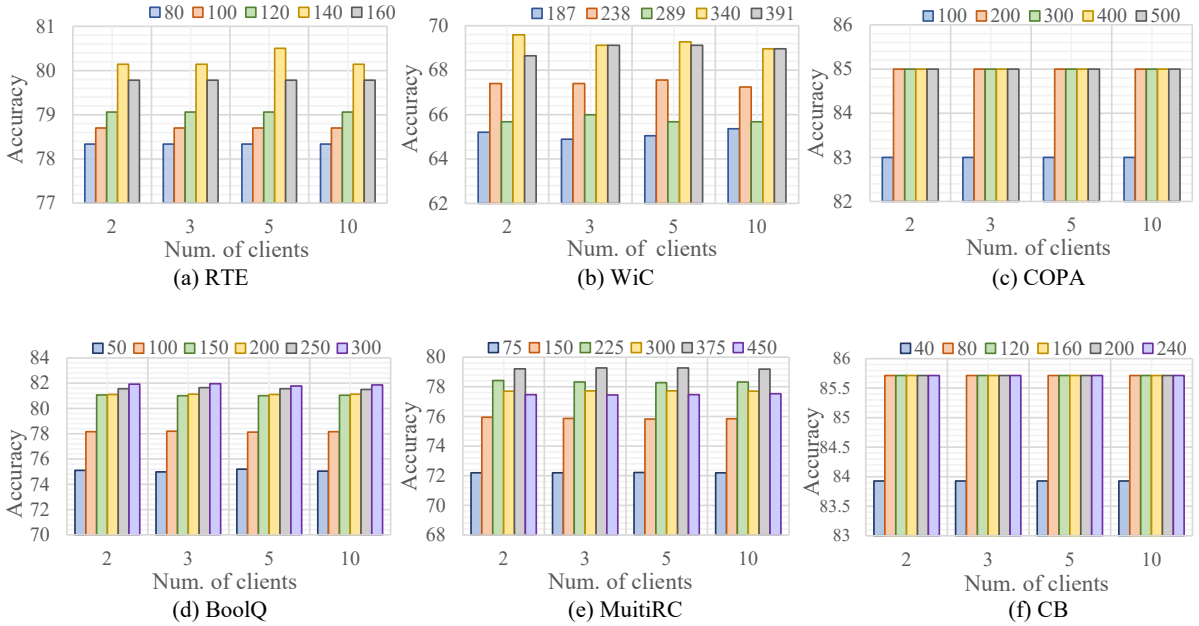 80 100 120 140 160
81
80
79
78
77
Accuracy
2 3 5 10
Num. of clients
(a) RTE
187 238 289 340 391
70
68
66
64
62
Accuracy
2 3 5 10
Num. of clients
(b) WiC
100 200 300 400 500
86
85
84
83
82
Accuracy
2 3 5 10
Num. of clients
(c) COPA
50 100 150 200 250 300
84
82
80
78
76
74
72
70
Accuracy
2 3 5 10
Num. of clients
(d) BoolQ
75 150 225 300 375 450
80
78
76
74
72
70
68
Accuracy
2 3 5 10
Num. of clients
(e) MuitiRC
40 80 120 160 200 240
86
85.5
85
84.5
84
83.5
83
Accuracy
2 3 5 10
Num. of clients
(f) CB